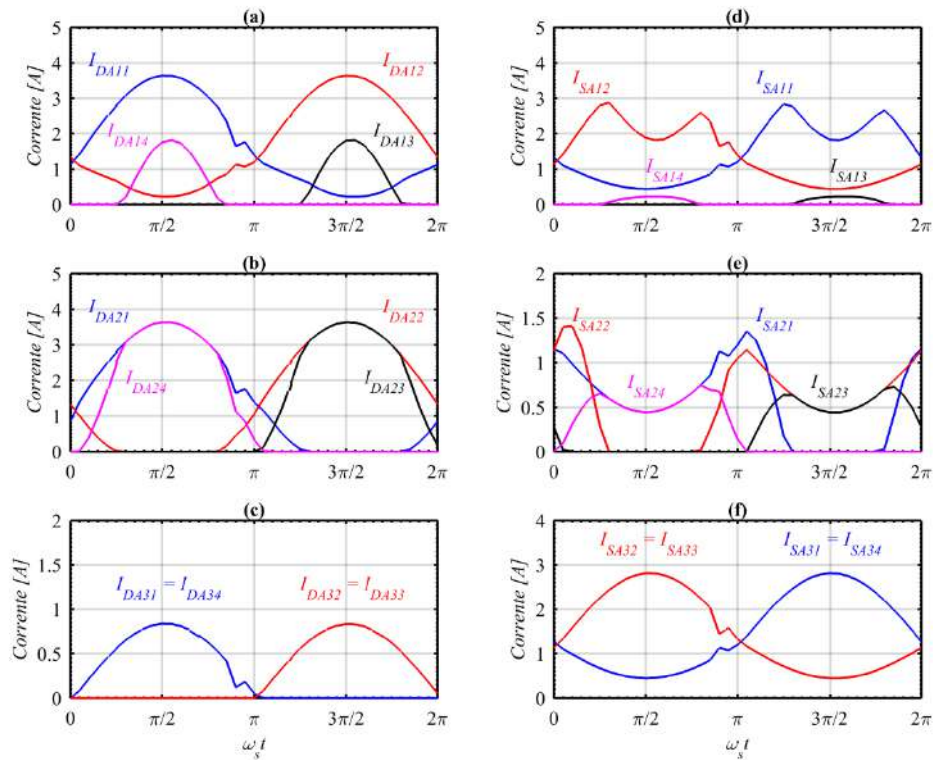 (a)
Corrente [A]
5
4
3
2
1
0
I_DA11
I_DA12
I_DA14
I_DA13
0
π/2
π
3π/2
2π
(d)
Corrente [A]
5
4
3
2
1
0
I_SA12
I_SA11
I_SA14
I_SA13
0
π/2
π
3π/2
2π
(b)
Corrente [A]
5
4
3
2
1
0
I_DA21
I_DA22
I_DA24
I_DA23
0
π/2
π
3π/2
2π
(e)
Corrente [A]
2
1.5
1
0.5
0
I_SA22
I_SA21
I_SA24
I_SA23
0
π/2
π
3π/2
2π
(c)
Corrente [A]
2
1.5
1
0.5
0
I_DA31 = I_DA34
I_DA32 = I_DA33
0
π/2
π
3π/2
2π
ω_s t
(f)
Corrente [A]
4
3
2
1
0
I_SA32 = I_SA33
I_SA31 = I_SA34
0
π/2
π
3π/2
2π
ω_s t